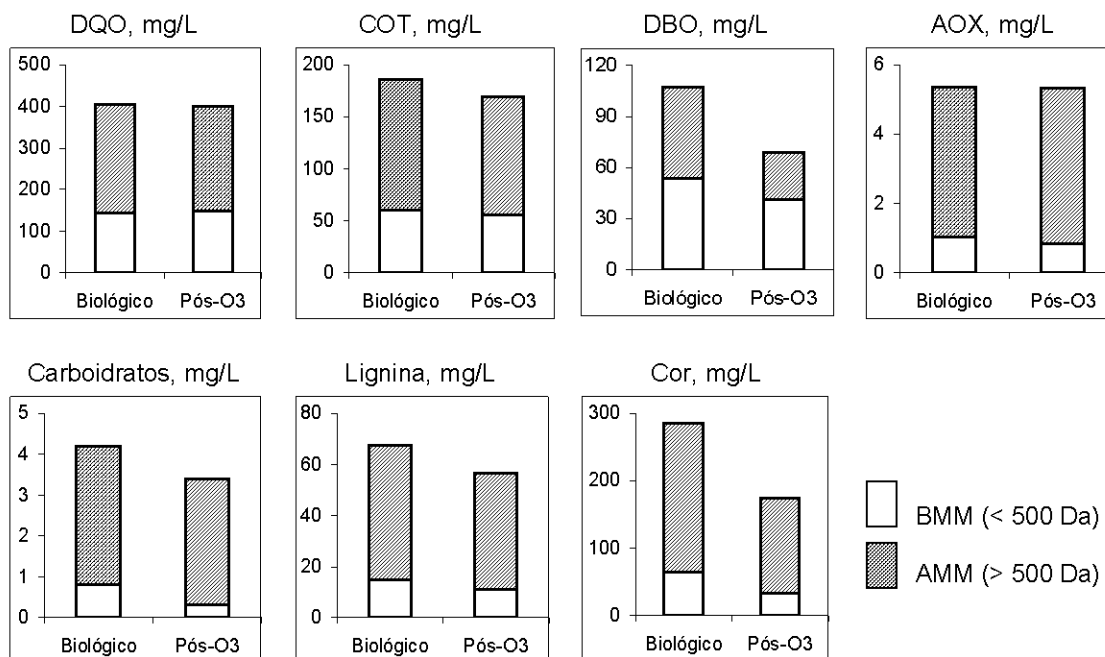 DQO, mg/L
500
400
300
200
100
0
Biológico Pós-O3
COT, mg/L
200
150
100
50
0
Biológico Pós-O3
DBO, mg/L
120
90
60
30
0
Biológico Pós-O3
AOX, mg/L
6
4
2
0
Biológico Pós-O3
Carboidratos, mg/L
5
4
3
2
1
0
Biológico Pós-O3
Lignina, mg/L
80
60
40
20
0
Biológico Pós-O3
Cor, mg/L
300
200
100
0
Biológico Pós-O3
BMM (< 500 Da)
AMM (> 500 Da)